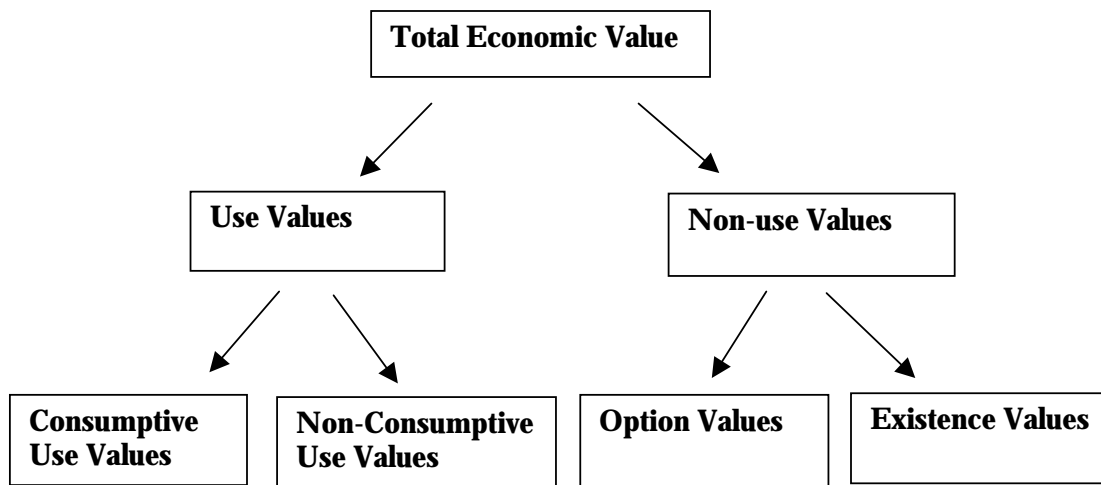 Total Economic Value
Use Values
Non-use Values
Consumptive
Use Values
Non-Consumptive
Use Values
Option Values
Existence Values